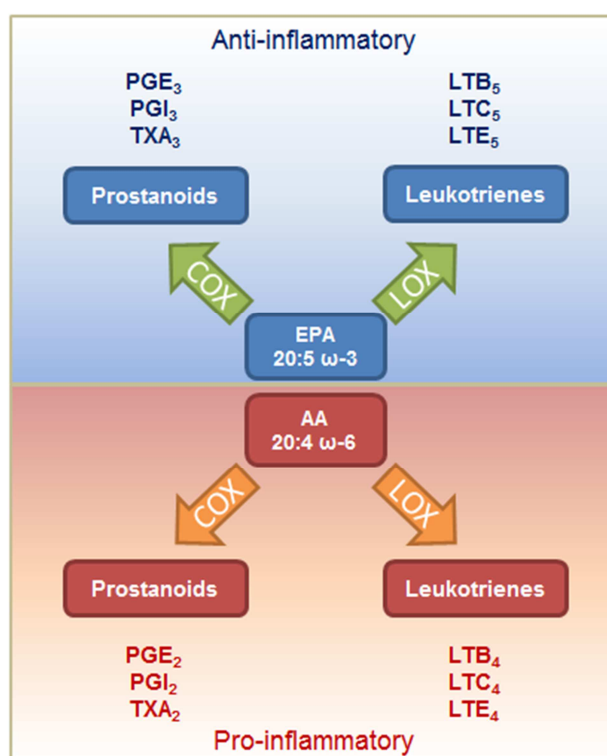 Anti-inflammatory
PGE₃ LTB₅
PGI₃ LTC₅
TXA₃ LTE₅
Prostanoids Leukotrienes
COX LOX
EPA
20:5 ω-3
AA
20:4 ω-6
COX LOX
Prostanoids Leukotrienes
PGE₂ LTB₄
PGI₂ LTC₄
TXA₂ LTE₄
Pro-inflammatory